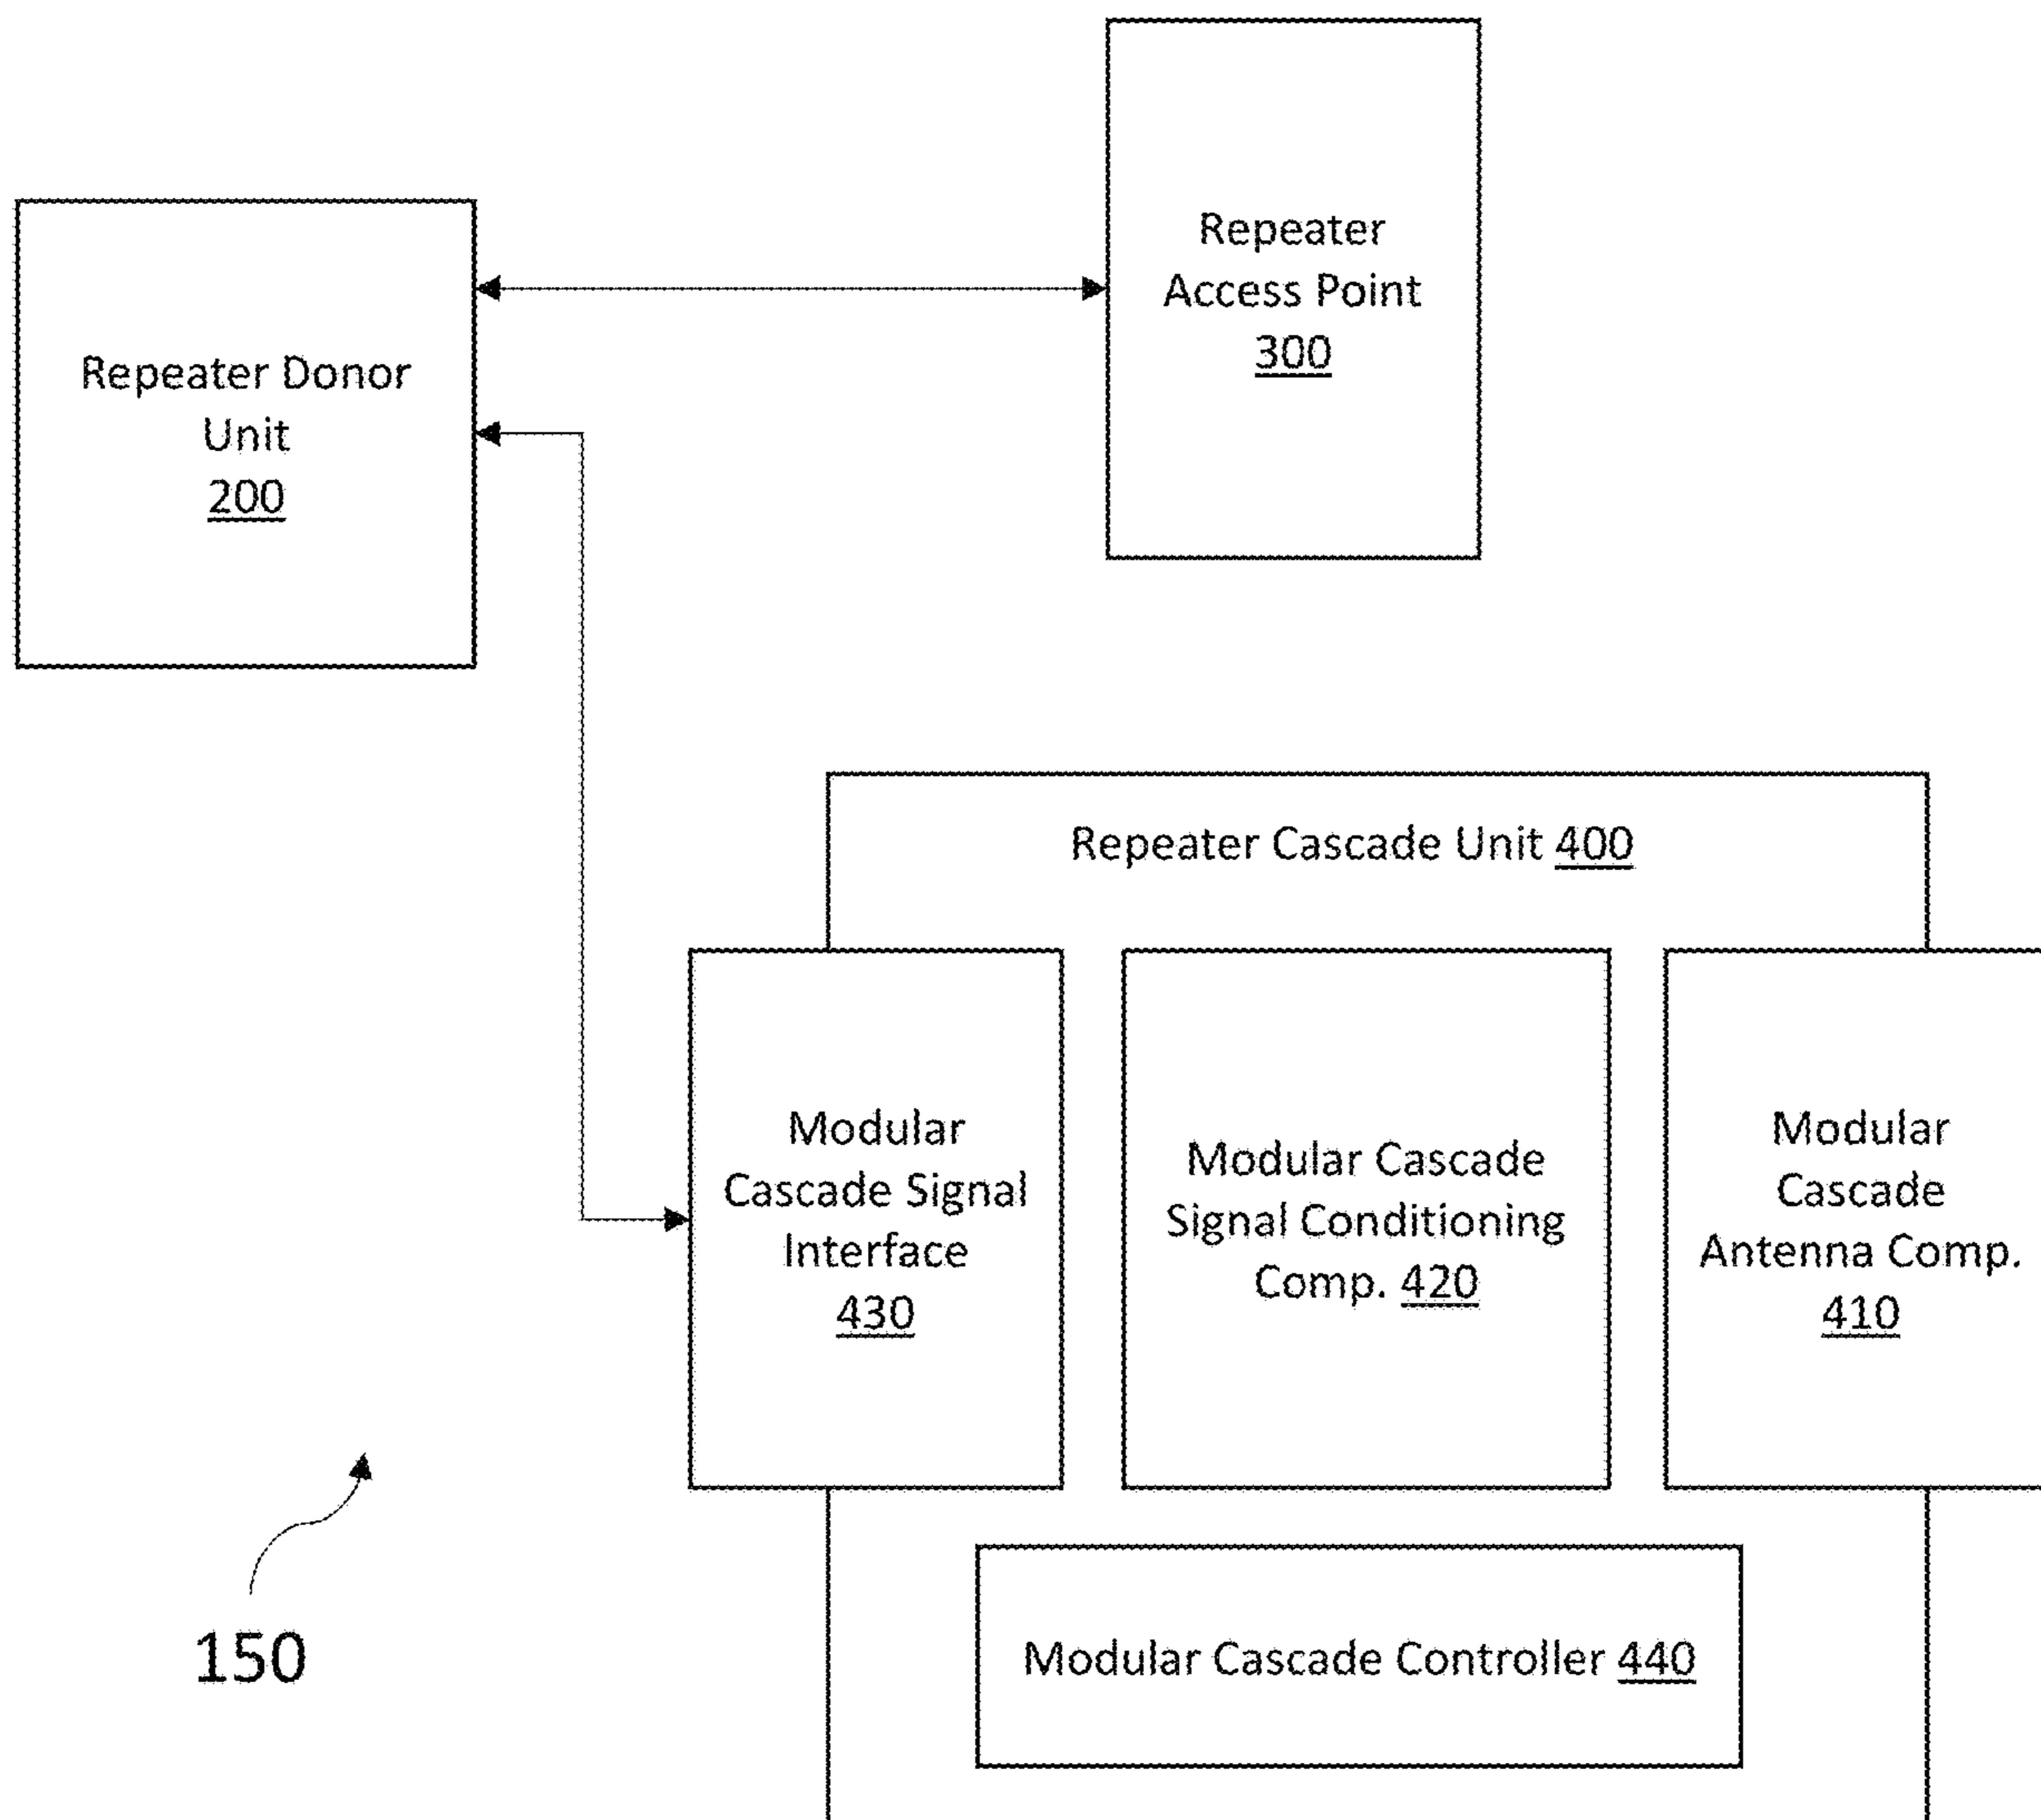 Repeater
Access Point
300
Repeater Donor
Unit
200
Repeater Cascade Unit 400
Modular
Cascade Signal
Interface
430
Modular Cascade
Signal Conditioning
Comp. 420
Modular
Cascade
Antenna Comp.
410
Modular Cascade Controller 440
150